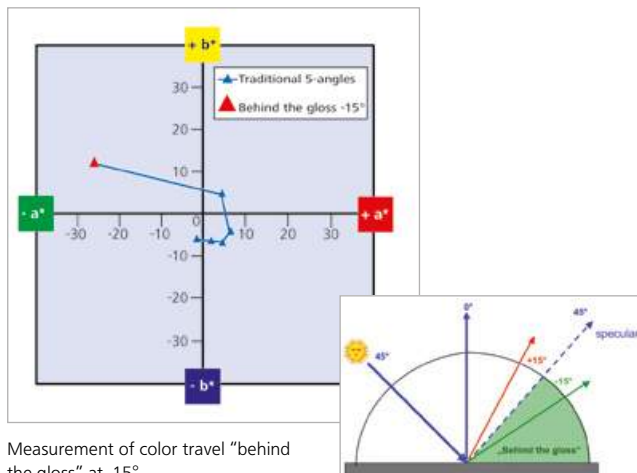 + b*
Traditional 5-angles
Behind the gloss -15°
30
20
10
- a*
-30 -20 -10 0 10 20 30
+ a*
-10
-20
-30
- b*
0°
45°
specular
45°
+15°
-15°
„Behind the gloss“
Measurement of color travel “behind
the gloss” at -15°